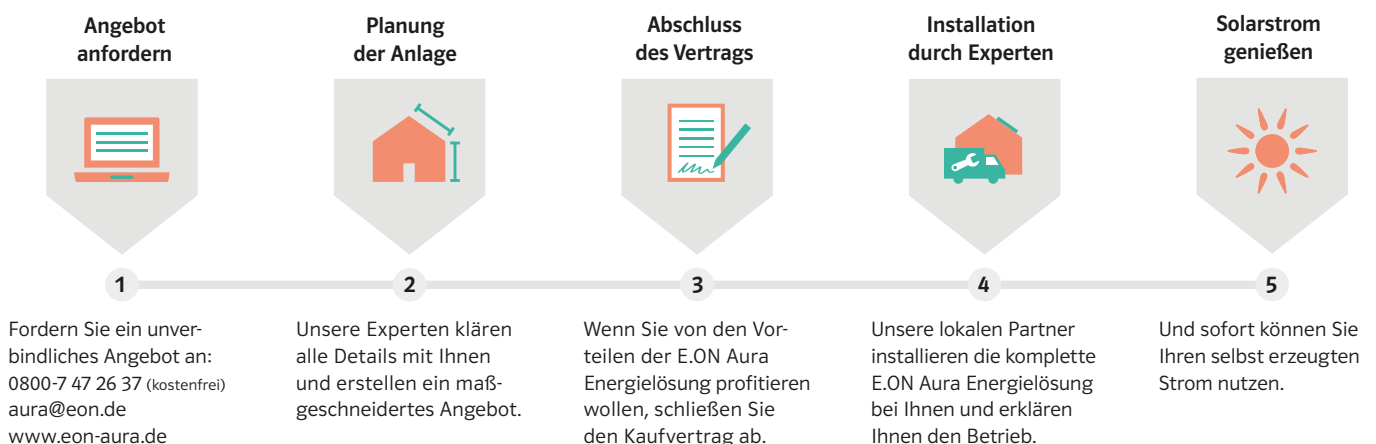 Angebot
anfordern
Planung
der Anlage
Abschluss
des Vertrags
Installation
durch Experten
Solarstrom
genießen
1
2
3
4
5
Fordern Sie ein unver-
bindliches Angebot an:
0800-7 47 26 37 (kostenfrei)
aura@eon.de
www.eon-aura.de
Unsere Experten klären
alle Details mit Ihnen
und erstellen ein maß-
geschneidertes Angebot.
Wenn Sie von den Vor-
teilen der E.ON Aura
Energielösung profitieren
wollen, schließen Sie
den Kaufvertrag ab.
Unsere lokalen Partner
installieren die komplette
E.ON Aura Energielösung
bei Ihnen und erklären
Ihnen den Betrieb.
Und sofort können Sie
Ihren selbst erzeugten
Strom nutzen.